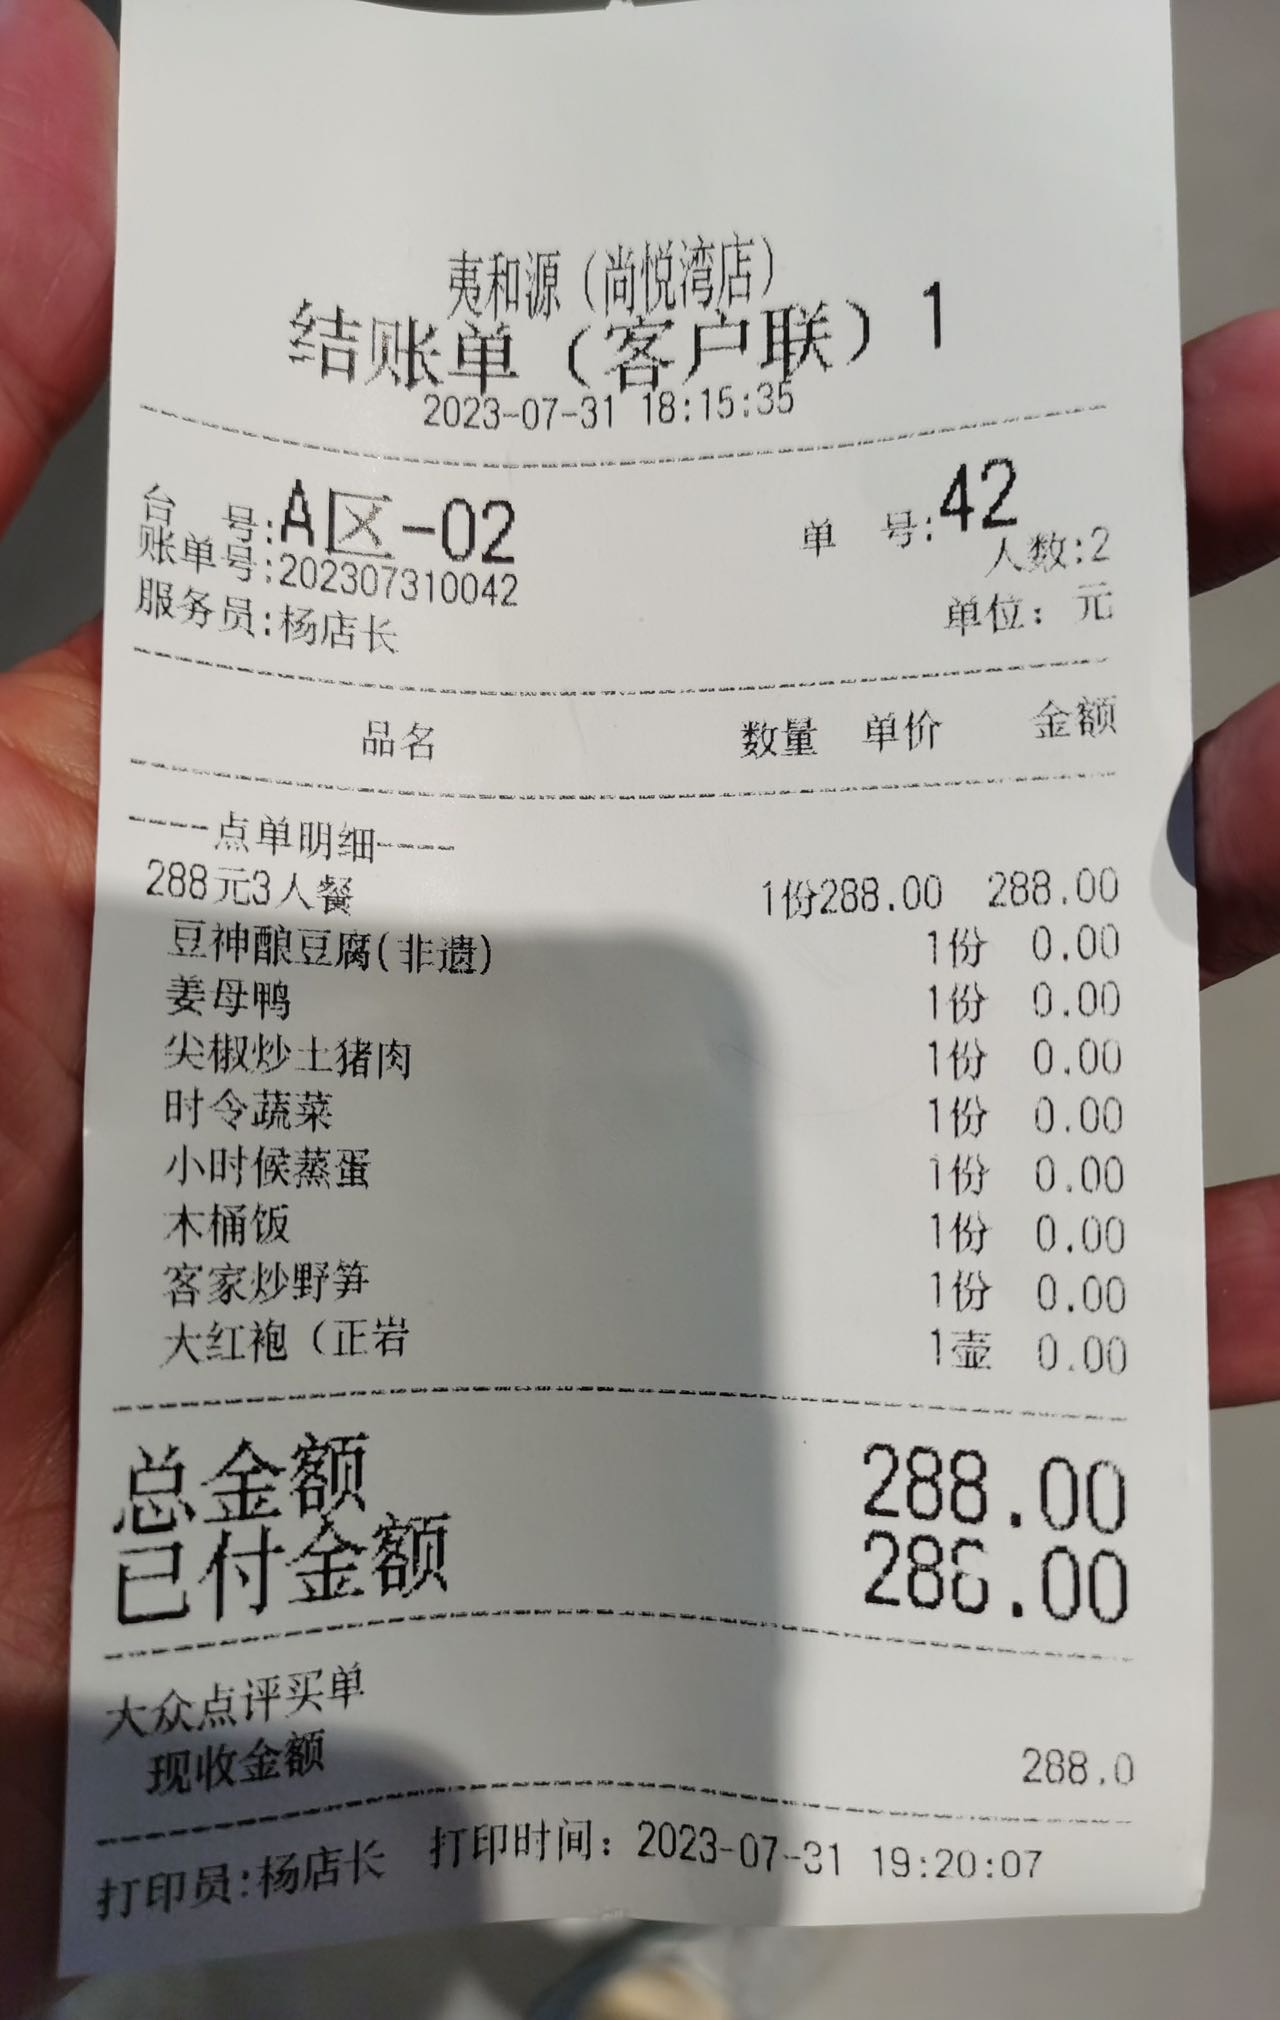 夷和源（尚悦湾店）
结账单（客户联）1
2023-07-31 18:15:35
台 号:A区-02 单 号:42
账单号:202307310042 人数:2
服务员:杨店长 单位：元
品名 数量 单价 金额
----点单明细----
288元3人餐 1份288.00 288.00
豆神酿豆腐(非遗) 1份 0.00
姜母鸭 1份 0.00
尖椒炒土猪肉 1份 0.00
时令蔬菜 1份 0.00
小时候蒸蛋 1份 0.00
木桶饭 1份 0.00
客家炒野笋 1份 0.00
大红袍（正岩 1壶 0.00
总金额 288.00
已付金额 288.00
大众点评买单
现收金额 288.0
打印员:杨店长 打印时间：2023-07-31 19:20:07